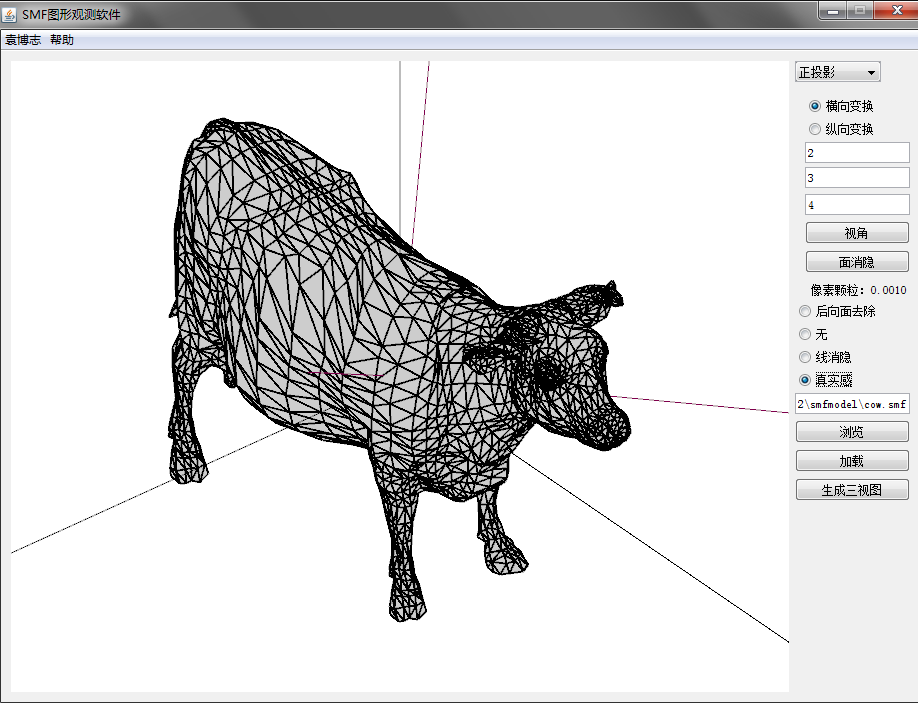 SMF图形观测软件
袁博志 帮助
正投影
横向变换
纵向变换
2
3
4
视角
面消隐
像素颗粒：0.0010
后向面去除
无
线消隐
真实感
2\smfmodel\cow.smf
浏览
加载
生成三视图